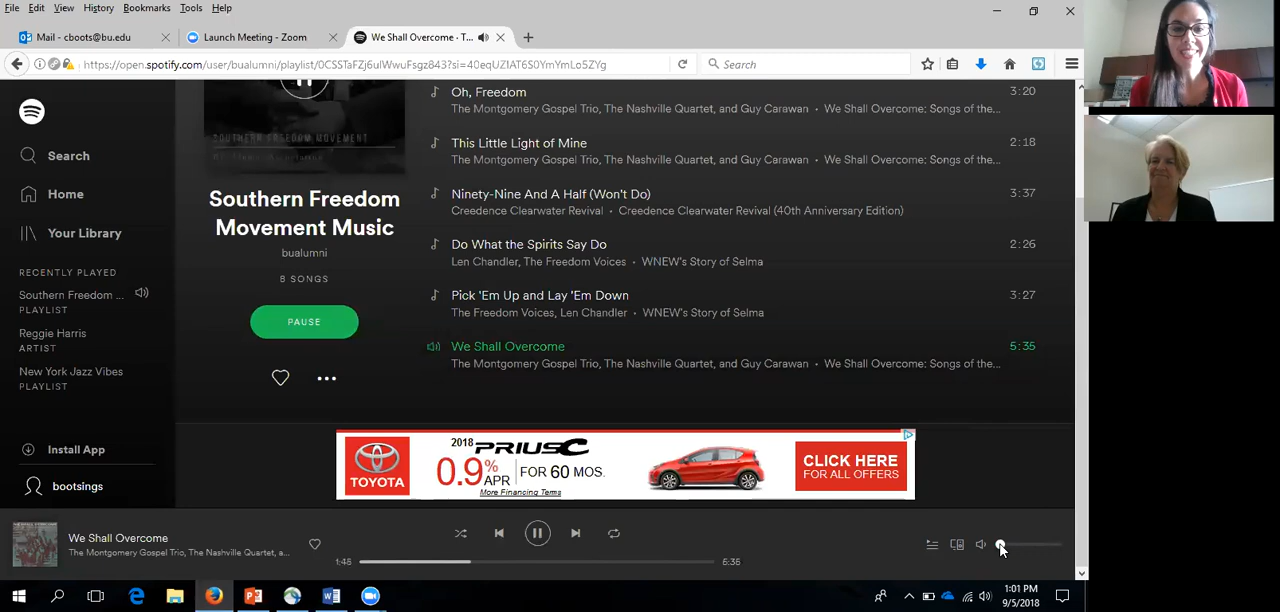 File Edit View History Bookmarks Tools Help
Mail - cboots@bu.edu
Launch Meeting - Zoom
We Shall Overcome · T...
https://open.spotify.com/user/bualumni/playlist/0CSSTaFZj6ulWwuFsgz843?si=40eqUZIAT6S0YmYmLo5ZYg
Search
Search
Home
Your Library
RECENTLY PLAYED
Southern Freedom ...
PLAYLIST
Reggie Harris
ARTIST
New York Jazz Vibes
PLAYLIST
Install App
bootsings
SOUTHERN FREEDOM MOVEMENT
Southern Freedom
Movement Music
bualumni
8 SONGS
PAUSE
Oh, Freedom 3:20
The Montgomery Gospel Trio, The Nashville Quartet, and Guy Carawan • We Shall Overcome: Songs of the...
This Little Light of Mine 2:18
The Montgomery Gospel Trio, The Nashville Quartet, and Guy Carawan • We Shall Overcome: Songs of the...
Ninety-Nine And A Half (Won't Do) 3:37
Creedence Clearwater Revival • Creedence Clearwater Revival (40th Anniversary Edition)
Do What the Spirits Say Do 2:26
Len Chandler, The Freedom Voices • WNEW's Story of Selma
Pick 'Em Up and Lay 'Em Down 3:27
The Freedom Voices, Len Chandler • WNEW's Story of Selma
We Shall Overcome 5:35
The Montgomery Gospel Trio, The Nashville Quartet, and Guy Carawan • We Shall Overcome: Songs of the...
TOYOTA
2018 PRIUS C
0.9% APR FOR 60 MOS.
More Financing Terms
CLICK HERE
FOR ALL OFFERS
We Shall Overcome
The Montgomery Gospel Trio, The Nashville Quartet, a...
1:45 5:35
1:01 PM
9/5/2018